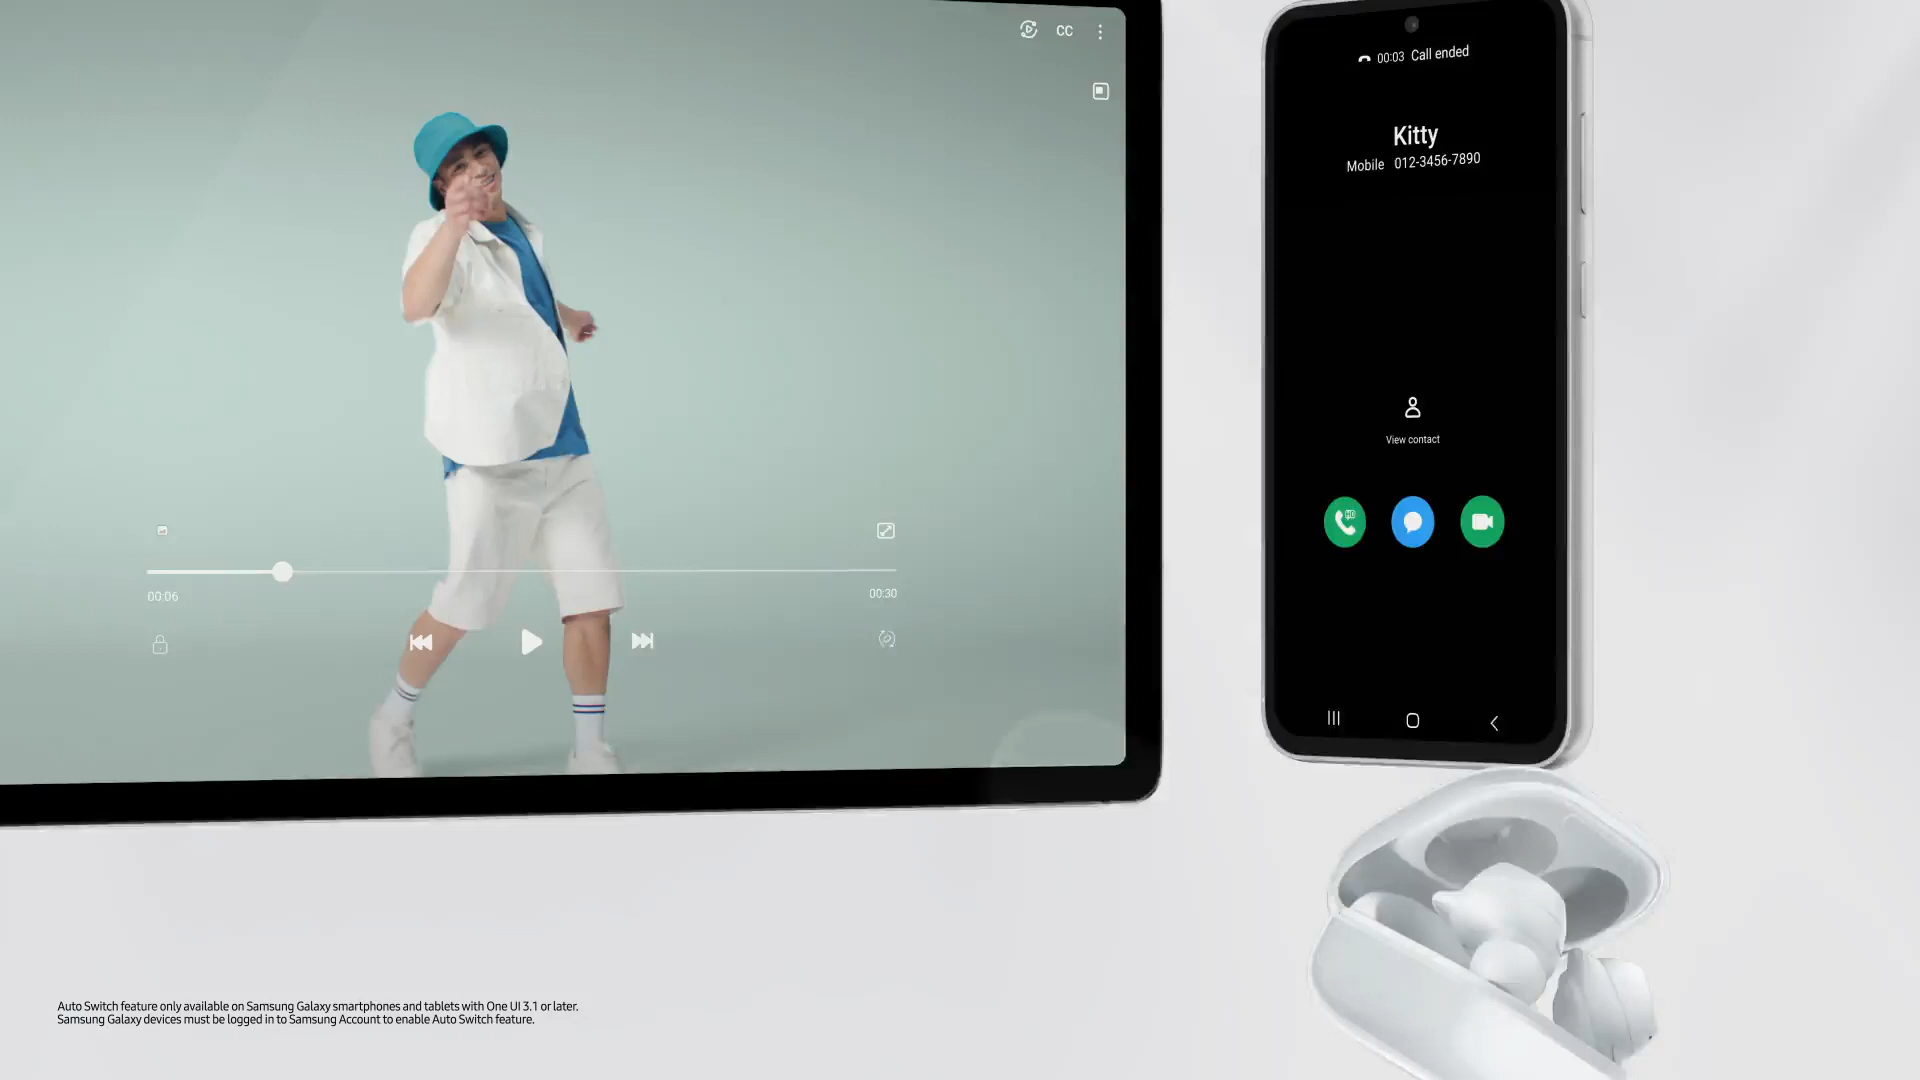 CC
00:03 Call ended
Kitty
Mobile 012-3456-7890
View contact
HD
00:06
00:30
Auto Switch feature only available on Samsung Galaxy smartphones and tablets with One UI 3.1 or later.
Samsung Galaxy devices must be logged in to Samsung Account to enable Auto Switch feature.